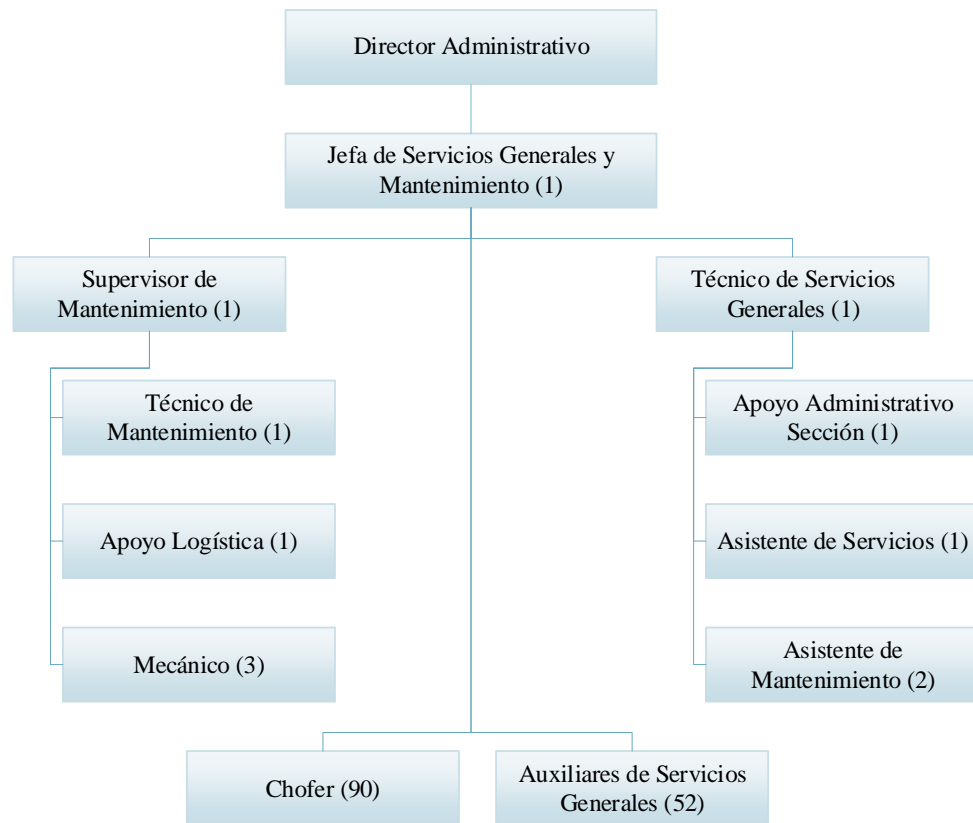 Director Administrativo
Jefa de Servicios Generales y
Mantenimiento (1)
Supervisor de
Mantenimiento (1)
Técnico de Servicios
Generales (1)
Técnico de
Mantenimiento (1)
Apoyo Administrativo
Sección (1)
Apoyo Logística (1)
Asistente de Servicios (1)
Mecánico (3)
Asistente de
Mantenimiento (2)
Chofer (90)
Auxiliares de Servicios
Generales (52)